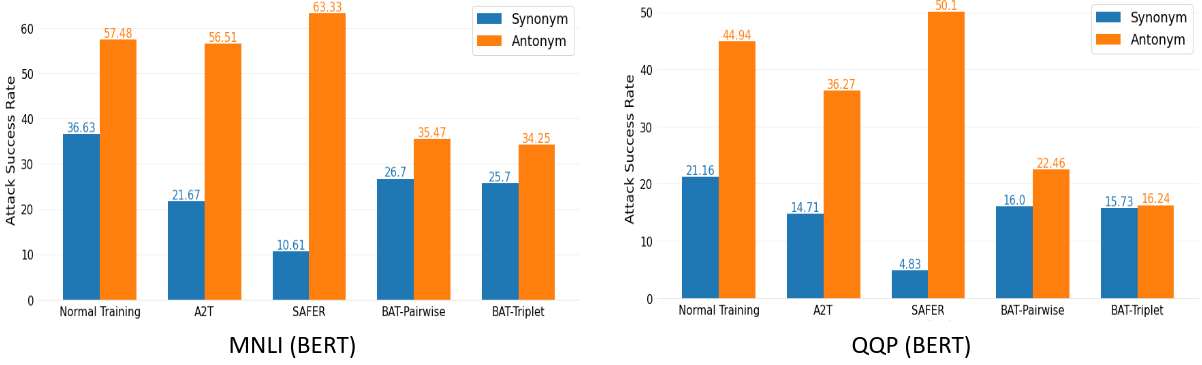 Attack Success Rate
60
50
40
30
20
10
0
36.63
57.48
21.67
56.51
10.61
63.33
26.7
35.47
25.7
34.25
Synonym
Antonym
Normal Training
A2T
SAFER
BAT-Pairwise
BAT-Triplet
MNLI (BERT)
Attack Success Rate
50
40
30
20
10
0
21.16
44.94
14.71
36.27
4.83
50.1
16.0
22.46
15.73
16.24
Synonym
Antonym
Normal Training
A2T
SAFER
BAT-Pairwise
BAT-Triplet
QQP (BERT)